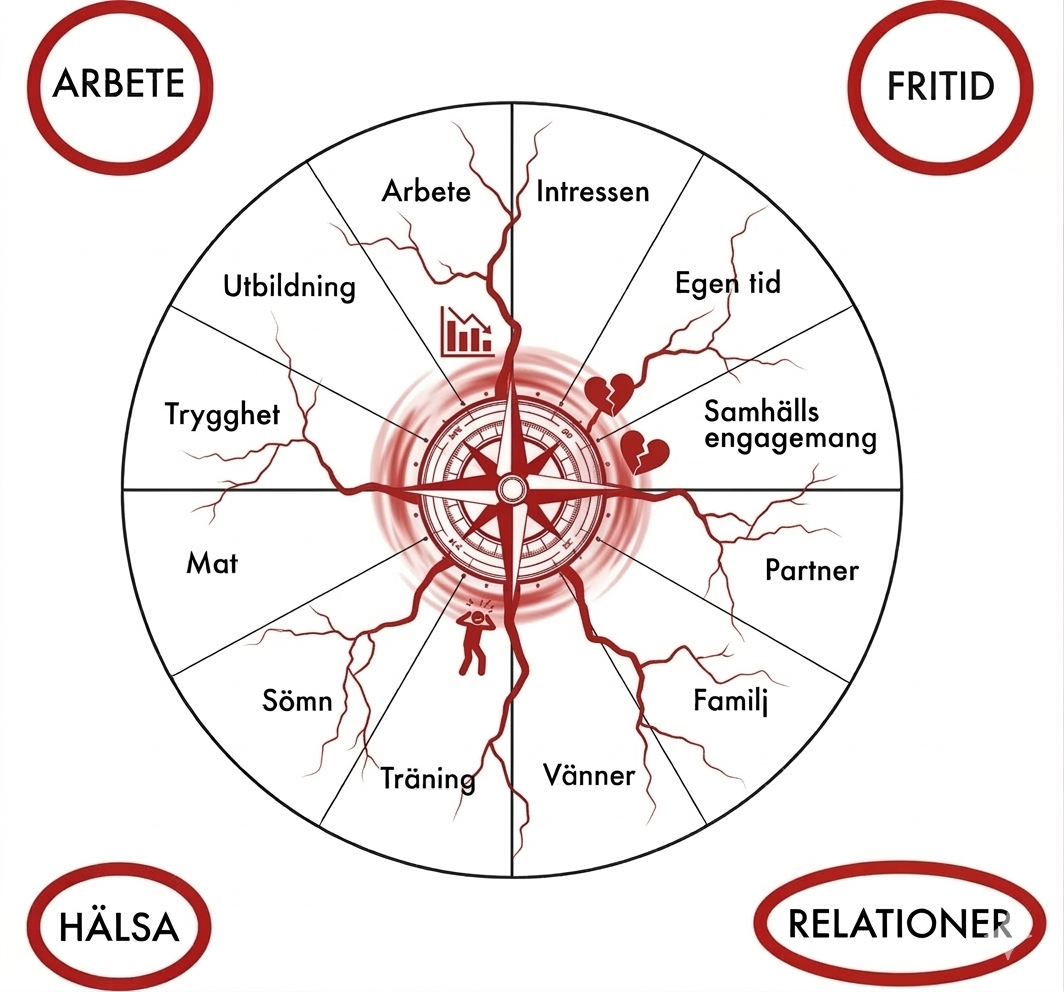 ARBETE
FRITID
Arbete
Intressen
Utbildning
Egen tid
Trygghet
Samhälls
engagemang
Mat
Partner
Sömn
Familj
Träning
Vänner
HÄLSA
RELATIONER